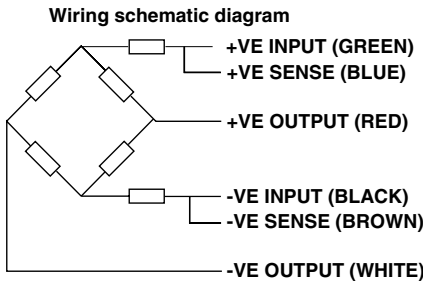 Wiring schematic diagram
+VE INPUT (GREEN)
+VE SENSE (BLUE)
+VE OUTPUT (RED)
-VE INPUT (BLACK)
-VE SENSE (BROWN)
-VE OUTPUT (WHITE)